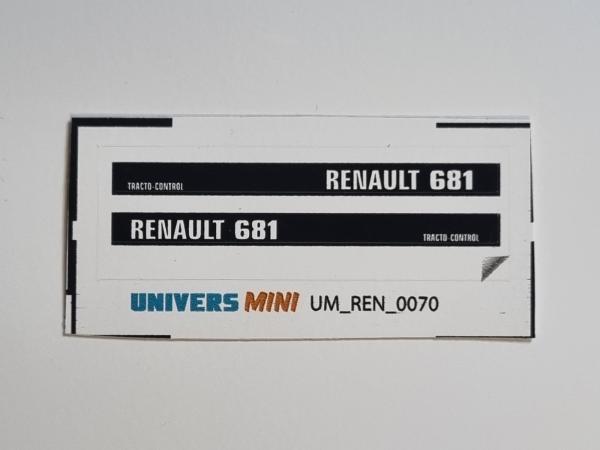 TRACTO-CONTROL RENAULT 681
RENAULT 681 TRACTO-CONTROL
UNIVERS MINI UM_REN_0070